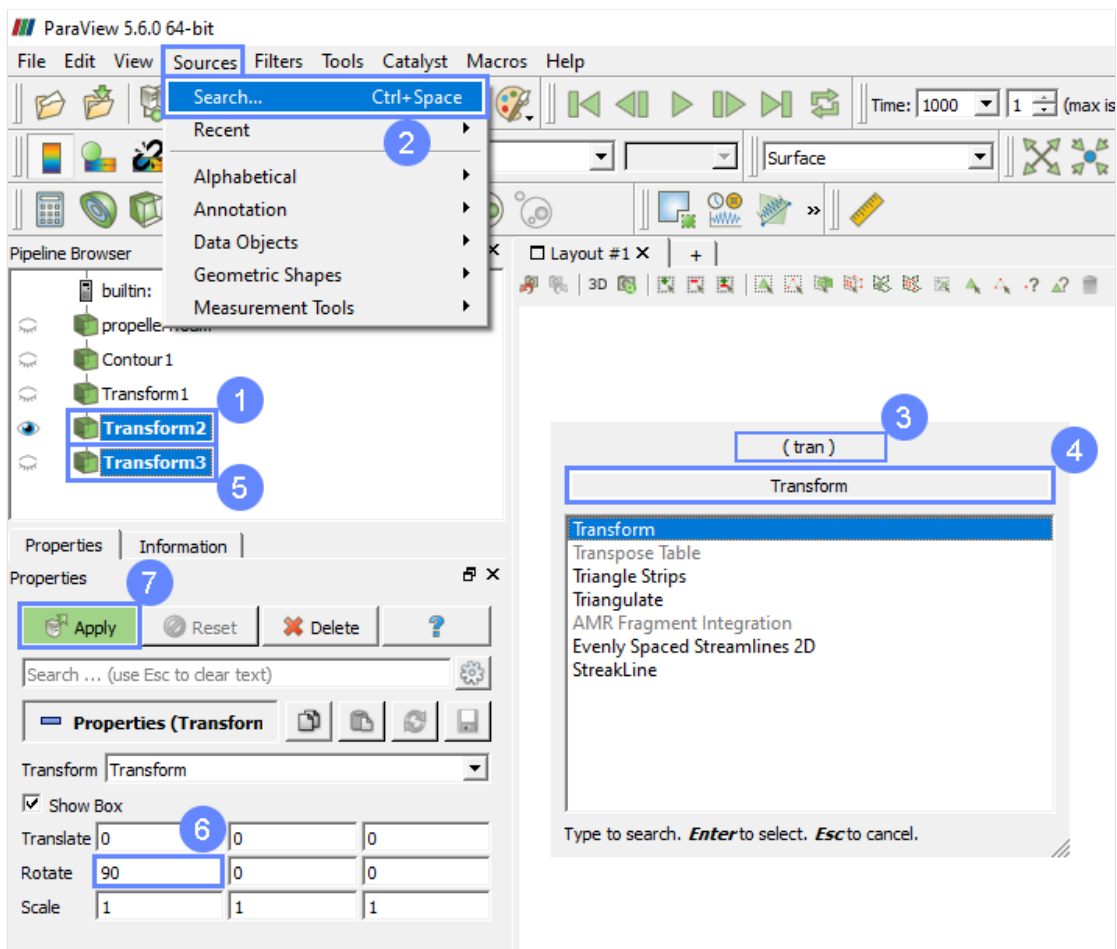 ParaView 5.6.0 64-bit
File Edit View Sources Filters Tools Catalyst Macros Help
Search... Ctrl+Space
Time: 1000 1 (max is
2
Recent
Surface
Alphabetical
Annotation
Data Objects
Geometric Shapes
Measurement Tools
Pipeline Browser
Layout #1
+
3D
builtin:
Contour1
Transform1
1
Transform2
Transform3
5
3
( tran )
4
Transform
Transform
Transpose Table
Triangle Strips
Triangulate
AMR Fragment Integration
Evenly Spaced Streamlines 2D
StreakLine
Type to search. Enter to select. Esc to cancel.
Properties Information
Properties
7
Apply Reset Delete ?
Search ... (use Esc to clear text)
Properties (Transforn
Transform Transform
Show Box
6
Translate 0 0 0
Rotate 90 0 0
Scale 1 1 1